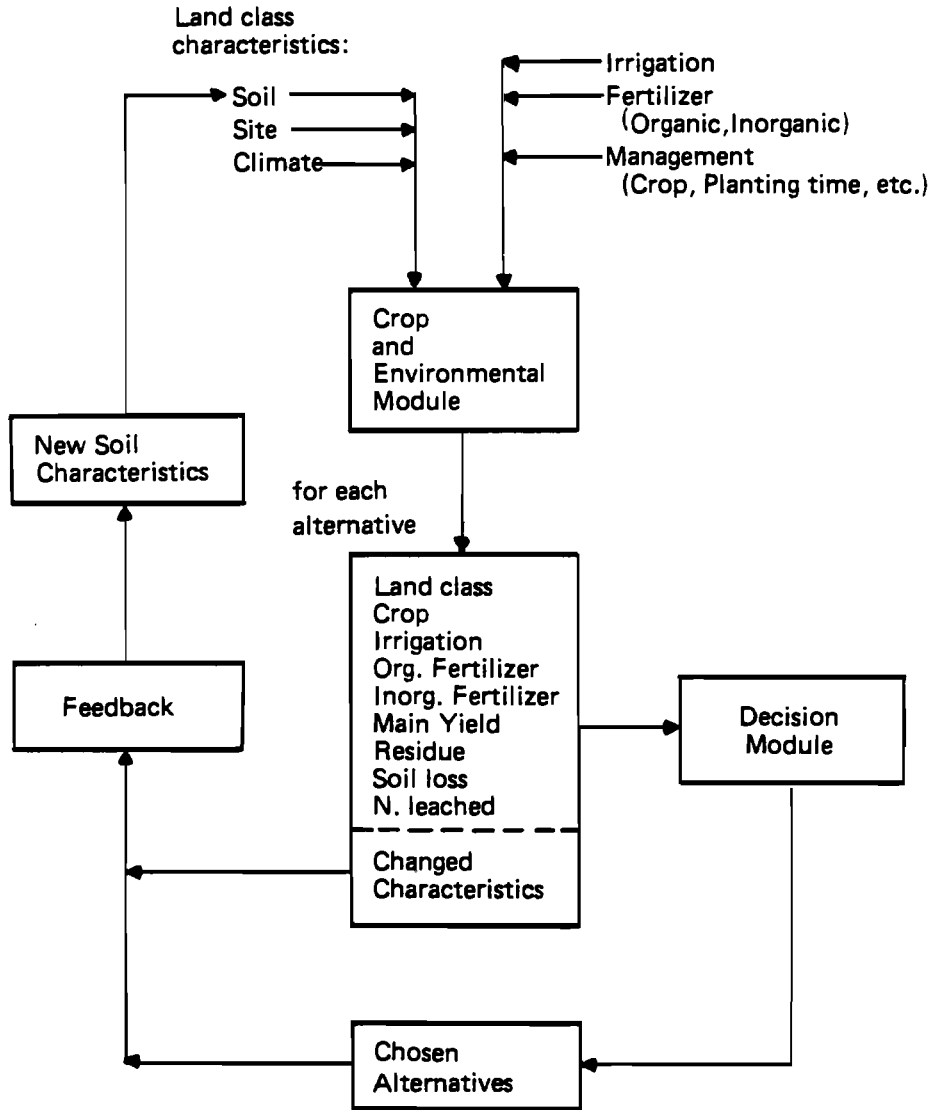 Land class
characteristics:
Soil
Site
Climate
Irrigation
Fertilizer
(Organic,Inorganic)
Management
(Crop, Planting time, etc.)
Crop
and
Environmental
Module
New Soil
Characteristics
for each
alternative
Land class
Crop
Irrigation
Org. Fertilizer
Inorg. Fertilizer
Main Yield
Residue
Soil loss
N. leached
Changed
Characteristics
Feedback
Decision
Module
Chosen
Alternatives